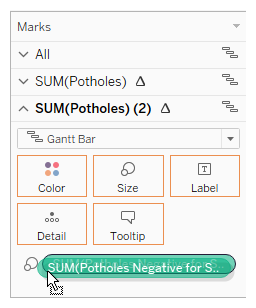 Marks
All
SUM(Potholes) Δ
SUM(Potholes) (2) Δ
Gantt Bar
Color
Size
Label
Detail
Tooltip
SUM(Potholes Negative for S..